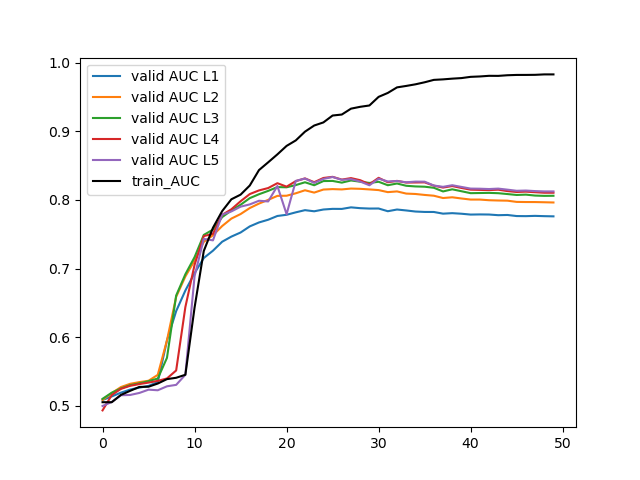 1.0
0.9
0.8
0.7
0.6
0.5
valid AUC L1
valid AUC L2
valid AUC L3
valid AUC L4
valid AUC L5
train_AUC
0 10 20 30 40 50